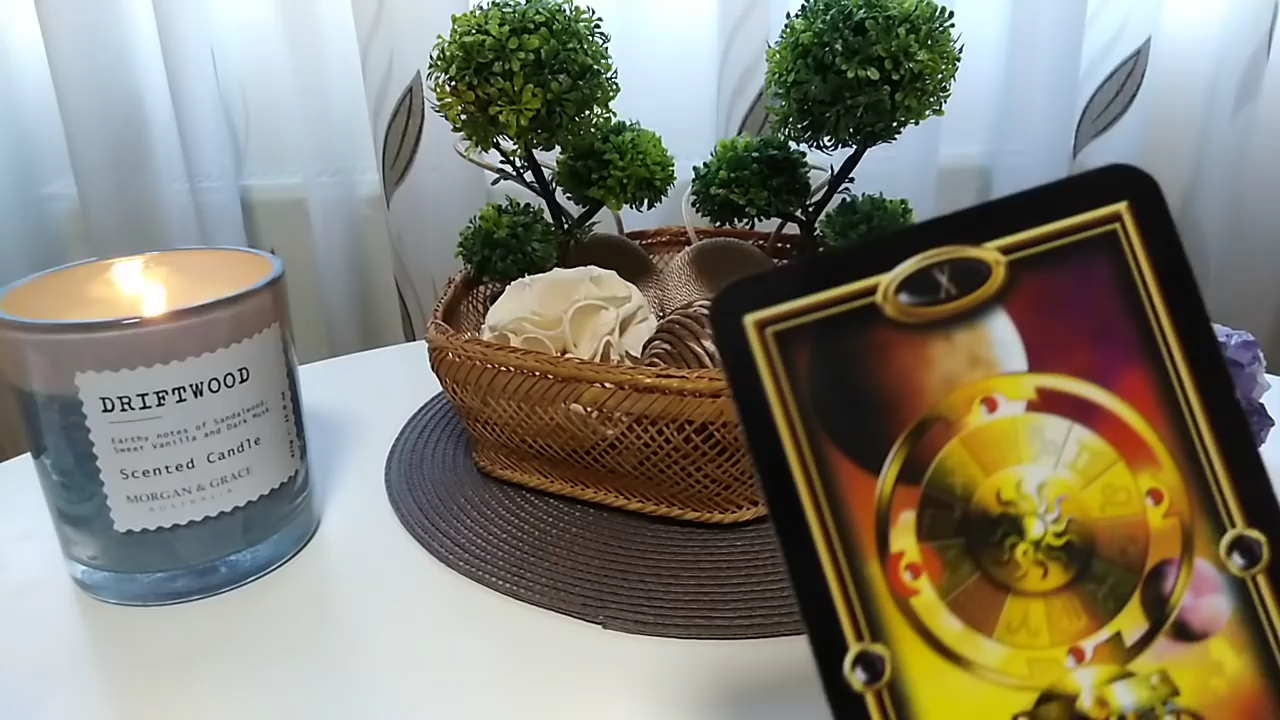 DRIFTWOOD
Earthy notes of Sandalwood,
Sweet Vanilla and Dark Musk
Scented Candle
MORGAN & GRACE
AUSTRALIA
X